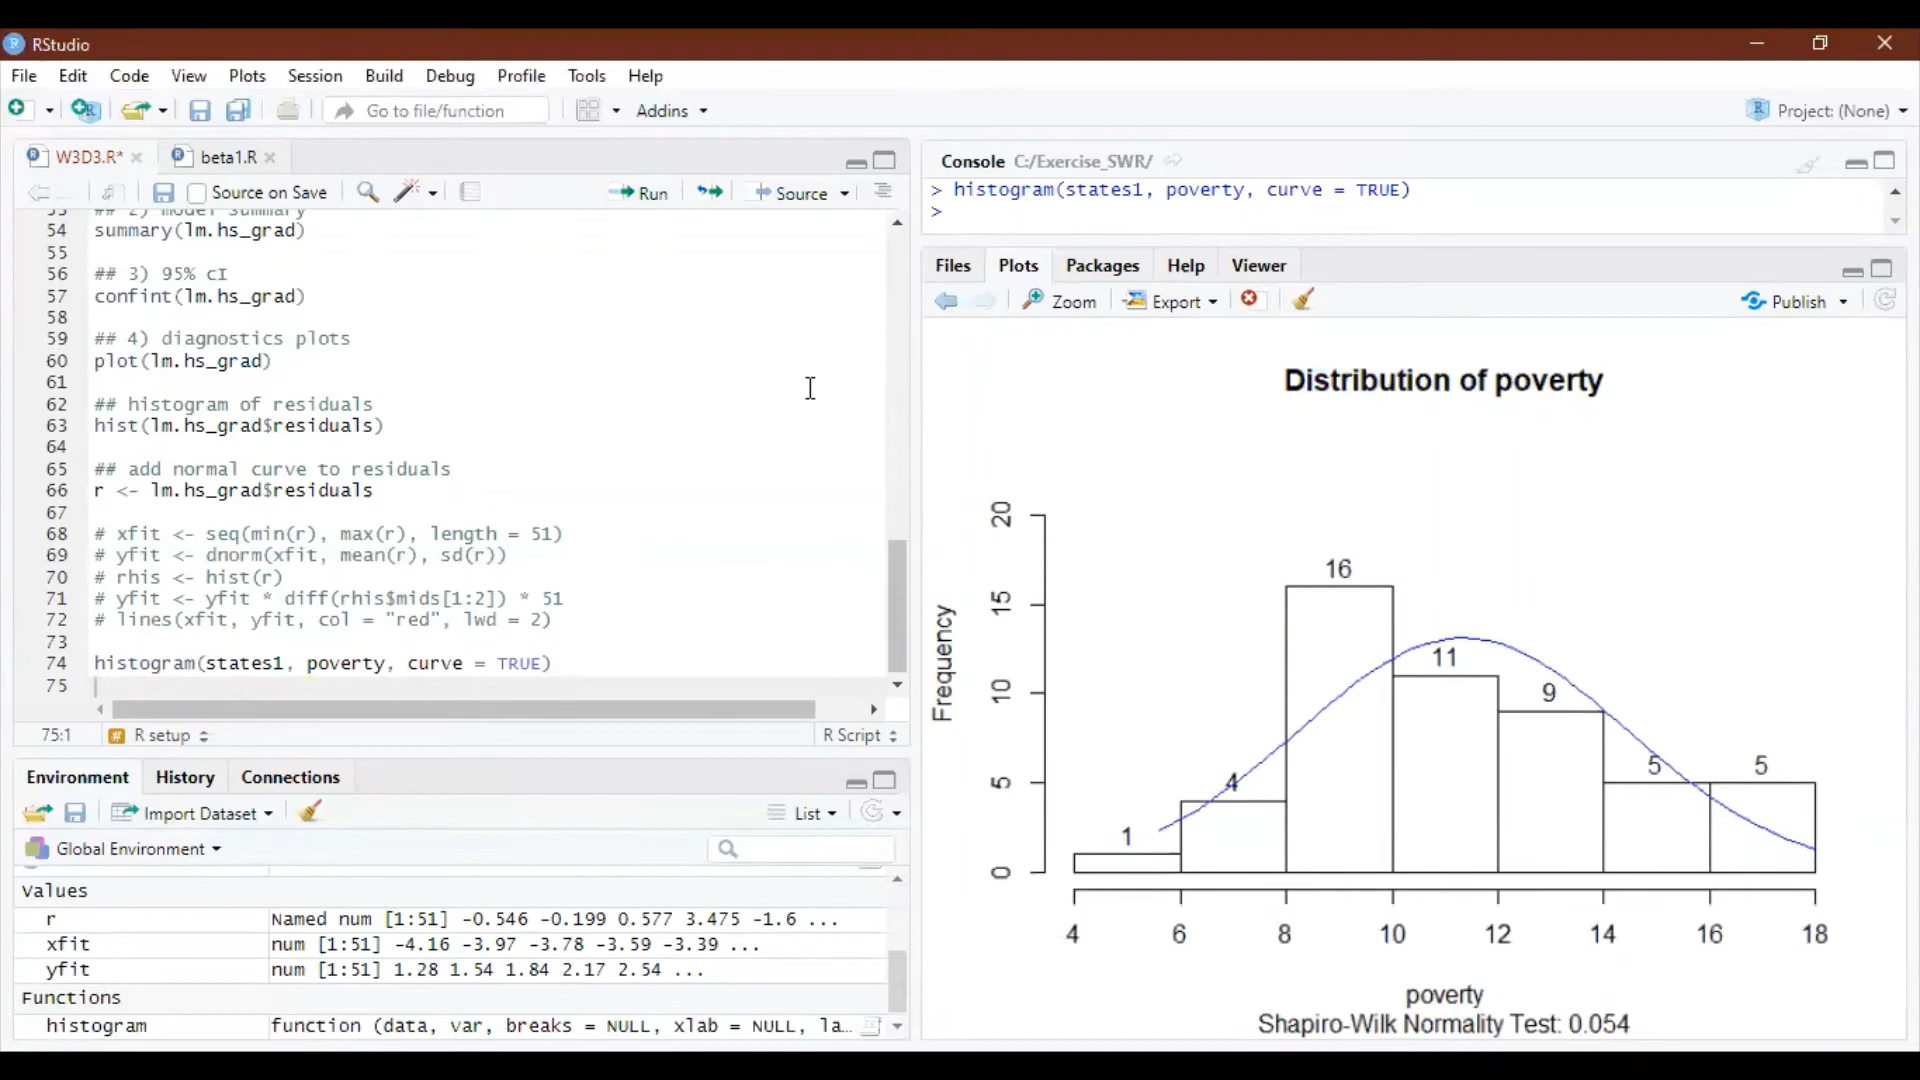 RStudio
File Edit Code View Plots Session Build Debug Profile Tools Help
Go to file/function Addins Project: (None)
W3D3.R* beta1.R
Source on Save Run Source
53 ## 2) model summary
54 summary(lm.hs_grad)
55
56 ## 3) 95% cI
57 confint(lm.hs_grad)
58
59 ## 4) diagnostics plots
60 plot(lm.hs_grad)
61
62 ## histogram of residuals
63 hist(lm.hs_grad$residuals)
64
65 ## add normal curve to residuals
66 r <- lm.hs_grad$residuals
67
68 # xfit <- seq(min(r), max(r), length = 51)
69 # yfit <- dnorm(xfit, mean(r), sd(r))
70 # rhis <- hist(r)
71 # yfit <- yfit * diff(rhis$mids[1:2]) * 51
72 # lines(xfit, yfit, col = "red", lwd = 2)
73
74 histogram(states1, poverty, curve = TRUE)
75
75:1 # R setup R Script
Environment History Connections
Import Dataset List
Global Environment
Values
r Named num [1:51] -0.546 -0.199 0.577 3.475 -1.6 ...
xfit num [1:51] -4.16 -3.97 -3.78 -3.59 -3.39 ...
yfit num [1:51] 1.28 1.54 1.84 2.17 2.54 ...
Functions
histogram function (data, var, breaks = NULL, xlab = NULL, la…
Console C:/Exercise_SWR/
> histogram(states1, poverty, curve = TRUE)
>
Files Plots Packages Help Viewer
Zoom Export Publish
Distribution of poverty
Frequency
20
15
10
5
0
1 4 16 11 9 5 5
4 6 8 10 12 14 16 18
poverty
Shapiro-Wilk Normality Test: 0.054